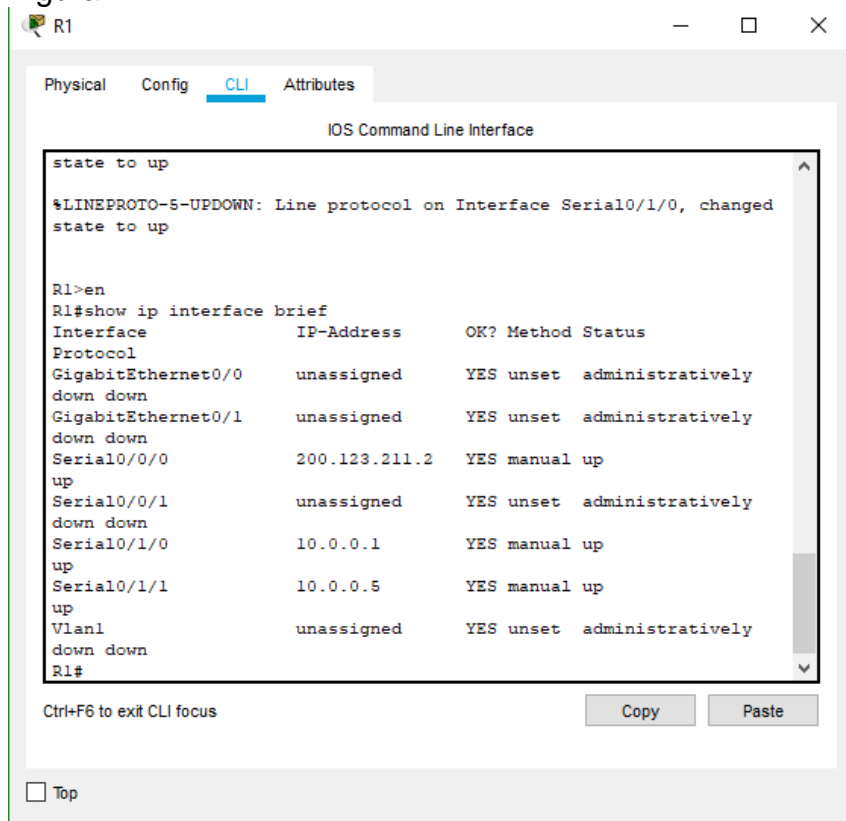 R1
Physical Config CLI Attributes
IOS Command Line Interface
state to up
%LINEPROTO-5-UPDOWN: Line protocol on Interface Serial0/1/0, changed
state to up
R1>en
R1#show ip interface brief
Interface IP-Address OK? Method Status
Protocol
GigabitEthernet0/0 unassigned YES unset administratively
down down
GigabitEthernet0/1 unassigned YES unset administratively
down down
Serial0/0/0 200.123.211.2 YES manual up
up
Serial0/0/1 unassigned YES unset administratively
down down
Serial0/1/0 10.0.0.1 YES manual up
up
Serial0/1/1 10.0.0.5 YES manual up
up
Vlan1 unassigned YES unset administratively
down down
R1#
Ctrl+F6 to exit CLI focus Copy Paste
Top